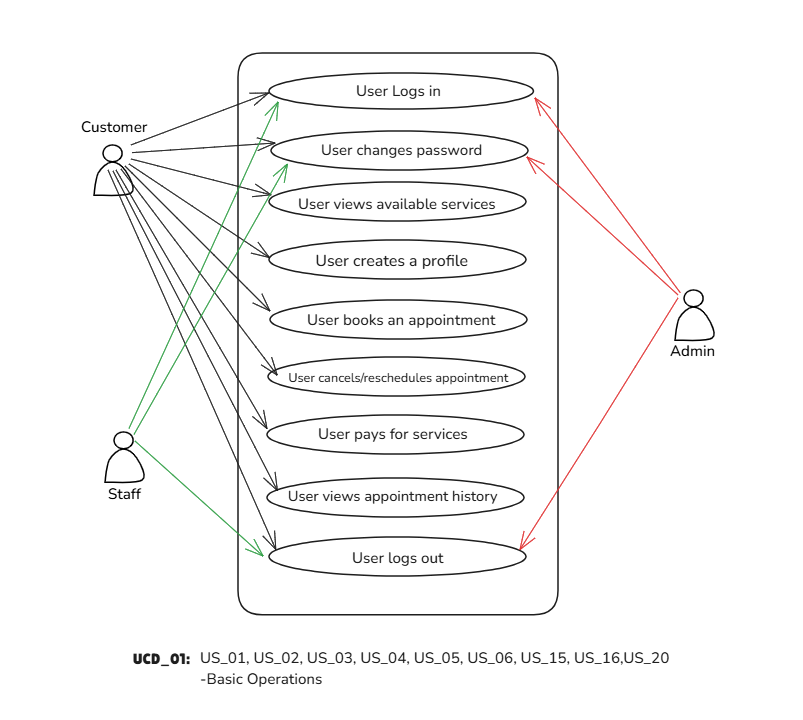 User Logs in
Customer
User changes password
User views available services
User creates a profile
User books an appointment
Admin
User cancels/reschedules appointment
User pays for services
Staff
User views appointment history
User logs out
UCD_01: US_01, US_02, US_03, US_04, US_05, US_06, US_15, US_16,US_20
-Basic Operations